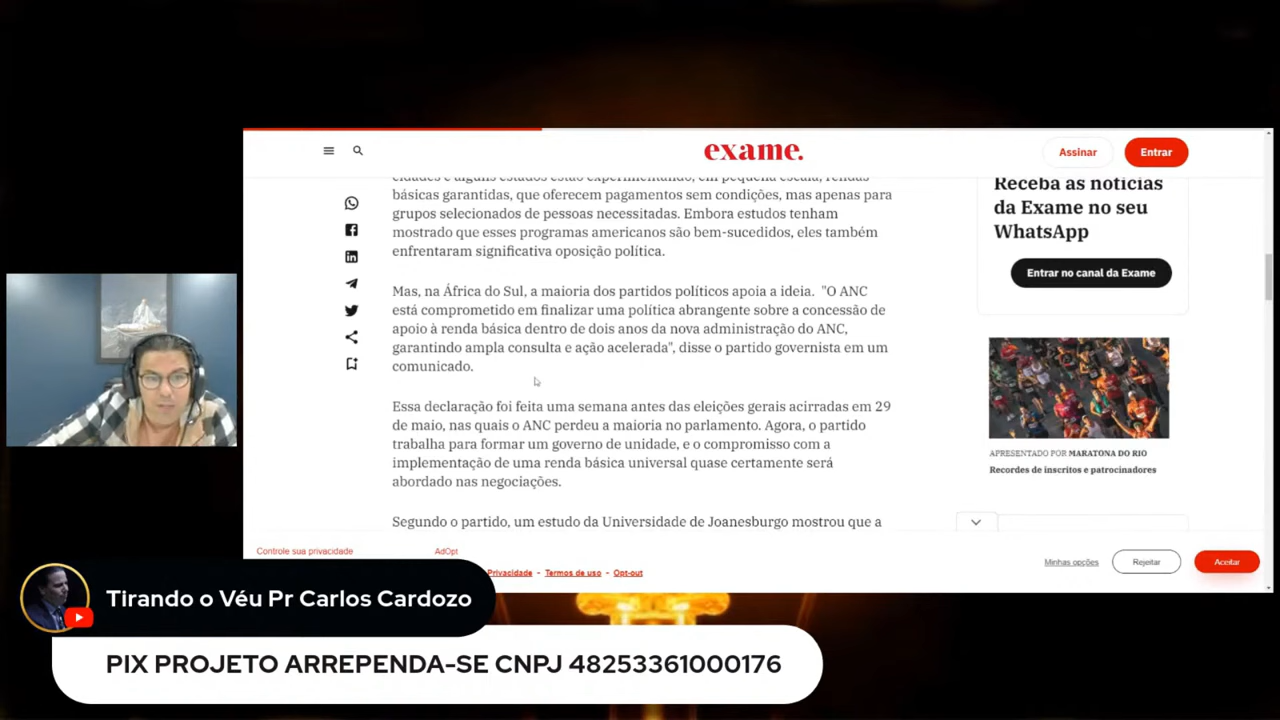 exame.
Assinar
Entrar
cidades e alguns estados estão experimentando, em pequena escala, rendas
básicas garantidas, que oferecem pagamentos sem condições, mas apenas para
grupos selecionados de pessoas necessitadas. Embora estudos tenham
mostrado que esses programas americanos são bem-sucedidos, eles também
enfrentaram significativa oposição política.
Mas, na África do Sul, a maioria dos partidos políticos apoia a ideia. "O ANC
está comprometido em finalizar uma política abrangente sobre a concessão de
apoio à renda básica dentro de dois anos da nova administração do ANC,
garantindo ampla consulta e ação acelerada", disse o partido governista em um
comunicado.
Essa declaração foi feita uma semana antes das eleições gerais acirradas em 29
de maio, nas quais o ANC perdeu a maioria no parlamento. Agora, o partido
trabalha para formar um governo de unidade, e o compromisso com a
implementação de uma renda básica universal quase certamente será
abordado nas negociações.
Segundo o partido, um estudo da Universidade de Joanesburgo mostrou que a
Receba as notícias
da Exame no seu
WhatsApp
Entrar no canal da Exame
APRESENTADO POR MARATONA DO RIO
Recordes de inscritos e patrocinadores
Controle sua privacidade
AdOpt
Privacidade - Termos de uso - Opt-out
Minhas opções
Rejeitar
Aceitar
Tirando o Véu Pr Carlos Cardozo
PIX PROJETO ARREPENDA-SE CNPJ 48253361000176